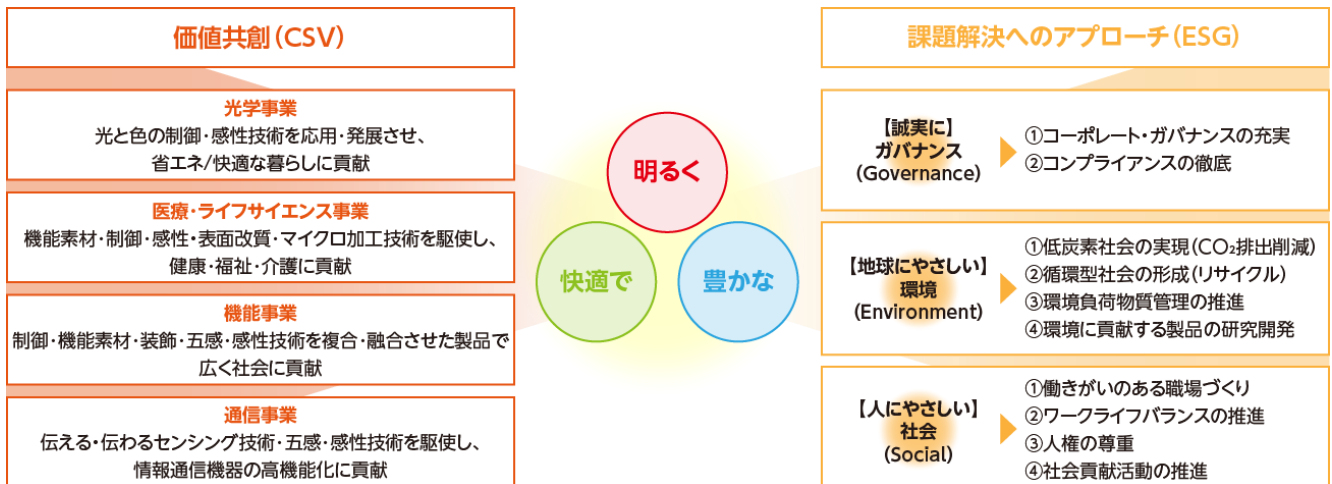 価値共創(CSV)
光学事業
光と色の制御・感性技術を応用・発展させ、
省エネ/快適な暮らしに貢献
医療・ライフサイエンス事業
機能素材・制御・感性・表面改質・マイクロ加工技術を駆使し、
健康・福祉・介護に貢献
機能事業
制御・機能素材・装飾・五感・感性技術を複合・融合させた製品で
広く社会に貢献
通信事業
伝える・伝わるセンシング技術・五感・感性技術を駆使し、
情報通信機器の高機能化に貢献
明るく
快適で
豊かな
課題解決へのアプローチ(ESG)
【誠実に】
ガバナンス
(Governance)
①コーポレート・ガバナンスの充実
②コンプライアンスの徹底
【地球にやさしい】
環境
(Environment)
①低炭素社会の実現(CO₂排出削減)
②循環型社会の形成(リサイクル)
③環境負荷物質管理の推進
④環境に貢献する製品の研究開発
【人にやさしい】
社会
(Social)
①働きがいのある職場づくり
②ワークライフバランスの推進
③人権の尊重
④社会貢献活動の推進